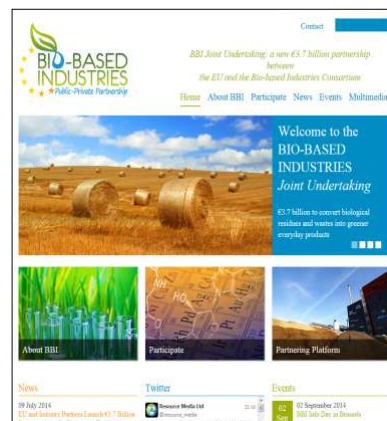 Contact
BIO-BASED
INDUSTRIES
Public-Private Partnership
BBI Joint Undertaking: a new €3.7 billion partnership
between
the EU and the Bio-based Industries Consortium
Home About BBI Participate News Events Multimedia
Welcome to the
BIO-BASED
INDUSTRIES
Joint Undertaking
€3.7 billion to convert biological
residues and wastes into greener
everyday products
About BBI
Participate
Partnering Platform
News
Twitter
Events
09 July 2014
EU and Industry Partners Launch €3.7 Billion
Resource Media Ltd
@resource_media
02
Sep
02 September 2014
BBI Info Day in Brussels